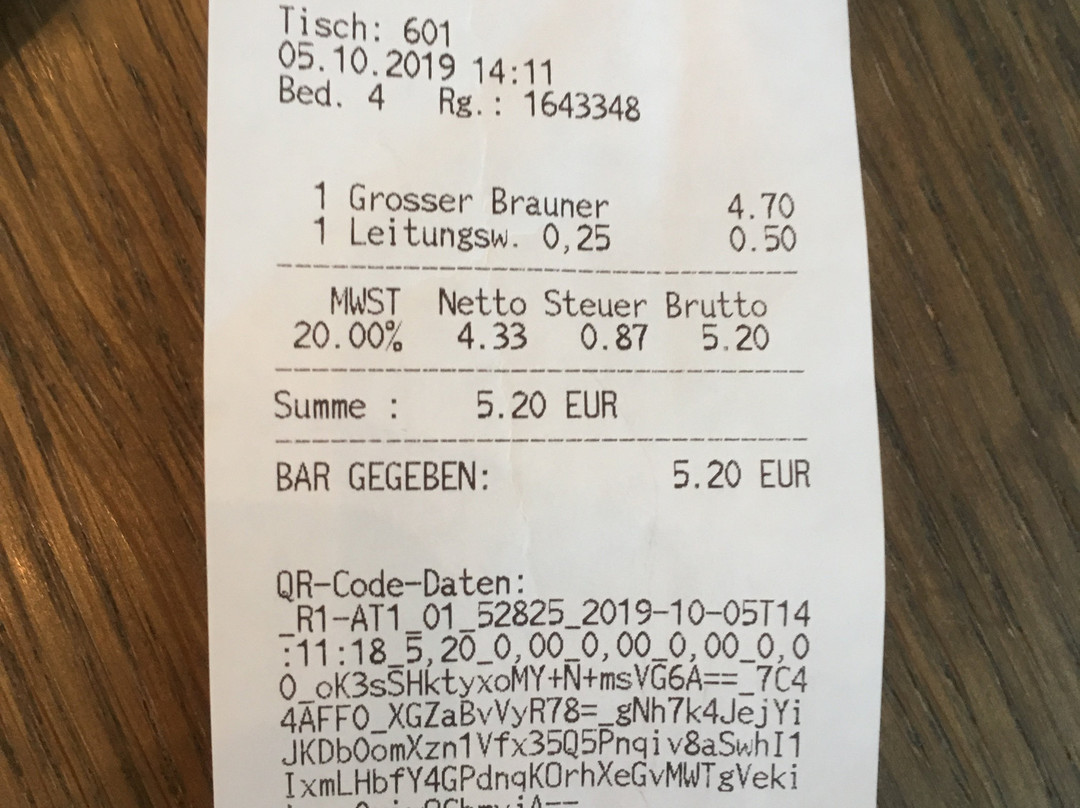 Tisch: 601
05.10.2019 14:11
Bed. 4 Rg.: 1643348
1 Grosser Brauner 4.70
1 Leitungsw. 0,25 0.50
MWST Netto Steuer Brutto
20.00% 4.33 0.87 5.20
Summe : 5.20 EUR
BAR GEGEBEN: 5.20 EUR
QR-Code-Daten:
_R1-AT1_01_52825_2019-10-05T14
:11:18_5,20_0,00_0,00_0,00_0,0
0_oK3sSHktyxoMY+N+msVG6A==_7C4
4AFF0_XGZaBvVyR78=_gNh7k4JejYi
JKDbOomXzn1Vfx35Q5Pnqiv8aSwhI1
IxmLHbfY4GPdnqKOrhXeGvMWTgVeki